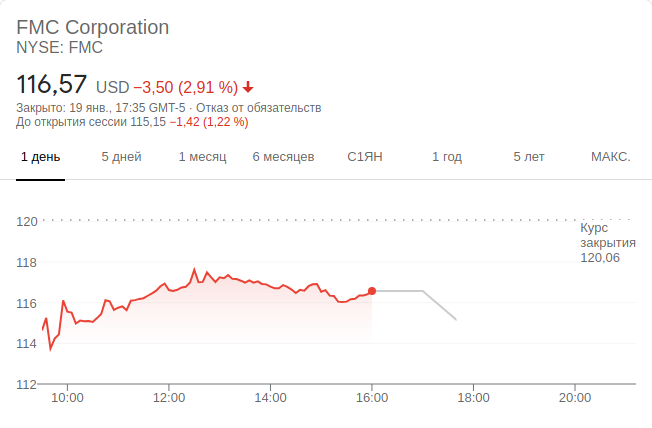 FMC Corporation
NYSE: FMC
116,57 USD −3,50 (2,91 %)
Закрыто: 19 янв., 17:35 GMT-5 · Отказ от обязательств
До открытия сессии 115,15 −1,42 (1,22 %)
1 день 5 дней 1 месяц 6 месяцев С1ЯН 1 год 5 лет МАКС.
120
Курс
закрытия
120,06
118
116
114
112
10:00 12:00 14:00 16:00 18:00 20:00